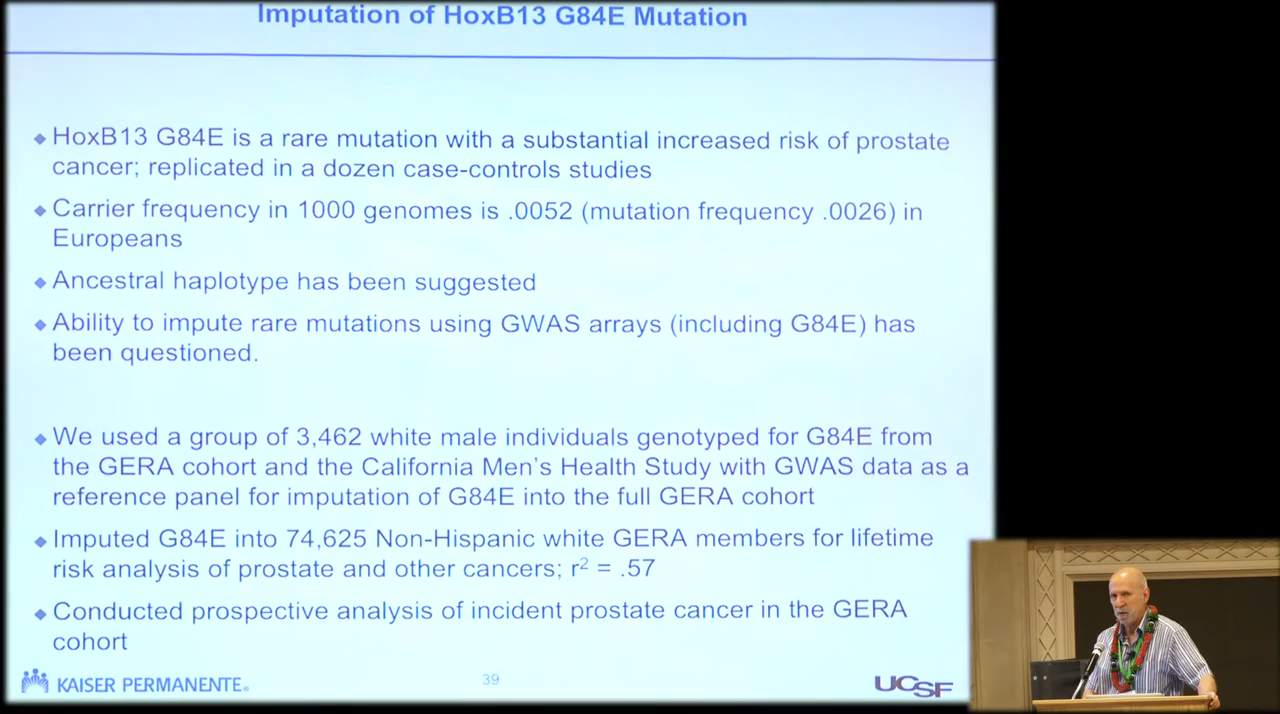 Imputation of HoxB13 G84E Mutation
HoxB13 G84E is a rare mutation with a substantial increased risk of prostate
cancer; replicated in a dozen case-controls studies
Carrier frequency in 1000 genomes is .0052 (mutation frequency .0026) in
Europeans
Ancestral haplotype has been suggested
Ability to impute rare mutations using GWAS arrays (including G84E) has
been questioned.
We used a group of 3,462 white male individuals genotyped for G84E from
the GERA cohort and the California Men's Health Study with GWAS data as a
reference panel for imputation of G84E into the full GERA cohort
Imputed G84E into 74,625 Non-Hispanic white GERA members for lifetime
risk analysis of prostate and other cancers; r² = .57
Conducted prospective analysis of incident prostate cancer in the GERA
cohort
KAISER PERMANENTE®
39
UCSF